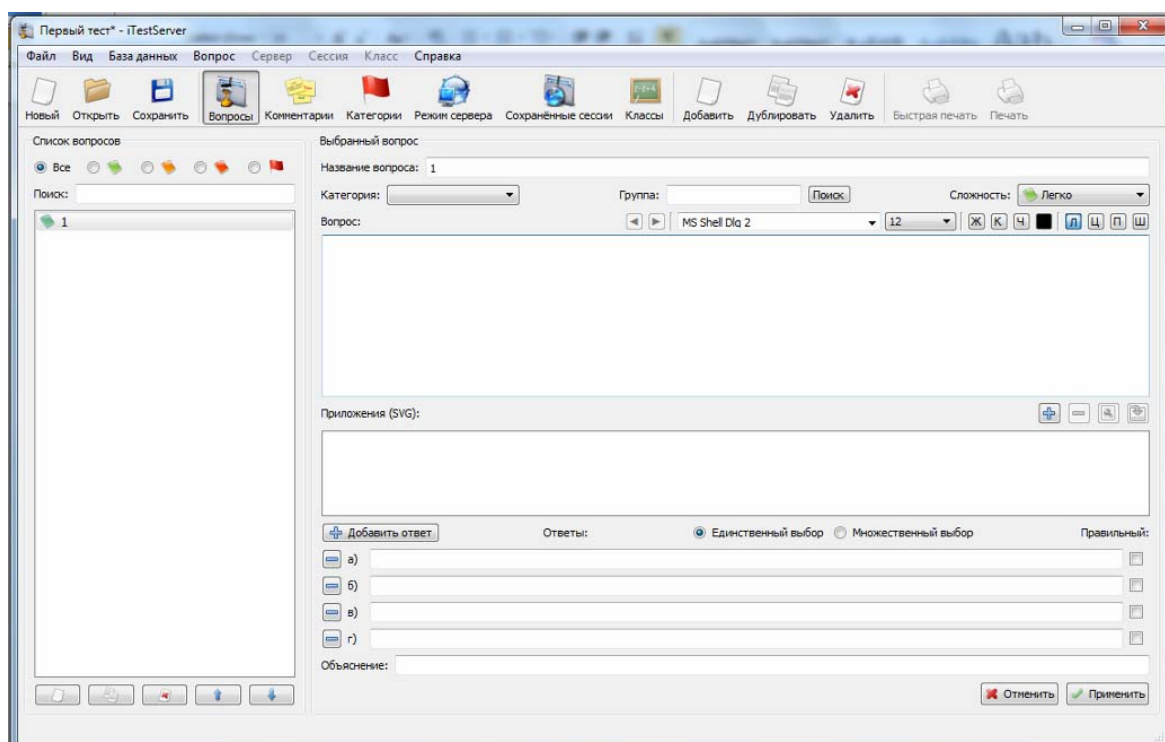 Первый тест* - iTestServer
Файл Вид База данных Вопрос Сервер Сессия Класс Справка
Новый Открыть Сохранить Вопросы Комментарии Категории Режим сервера Сохранённые сессии Классы Добавить Дублировать Удалить Быстрая печать Печать
Список вопросов
Все
Поиск:
1
Выбранный вопрос
Название вопроса: 1
Категория: Группа: Поиск Сложность: Легко
Вопрос: MS Shell Dlg 2 12 Ж К Ч Л Ц П Ш
Приложения (SVG):
Добавить ответ Ответы: Единственный выбор Множественный выбор Правильный:
а)
б)
в)
г)
Объяснение:
Отменить Применить